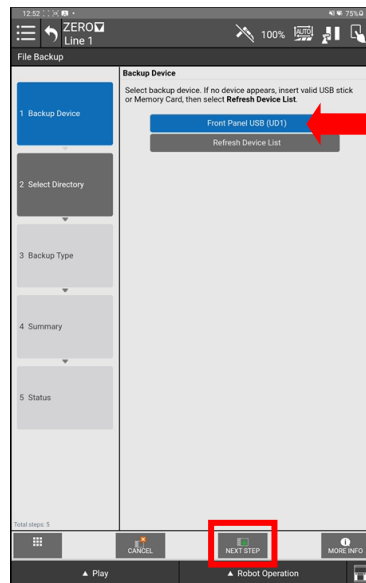 12:52
75%
ZERO
Line 1
100%
AUTO
File Backup
Backup Device
Select backup device. If no device appears, insert valid USB stick
or Memory Card, then select Refresh Device List.
1 Backup Device
Front Panel USB (UD1)
Refresh Device List
2 Select Directory
3 Backup Type
4 Summary
5 Status
Total steps: 5
CANCEL
NEXT STEP
MORE INFO
▲ Play
▲ Robot Operation